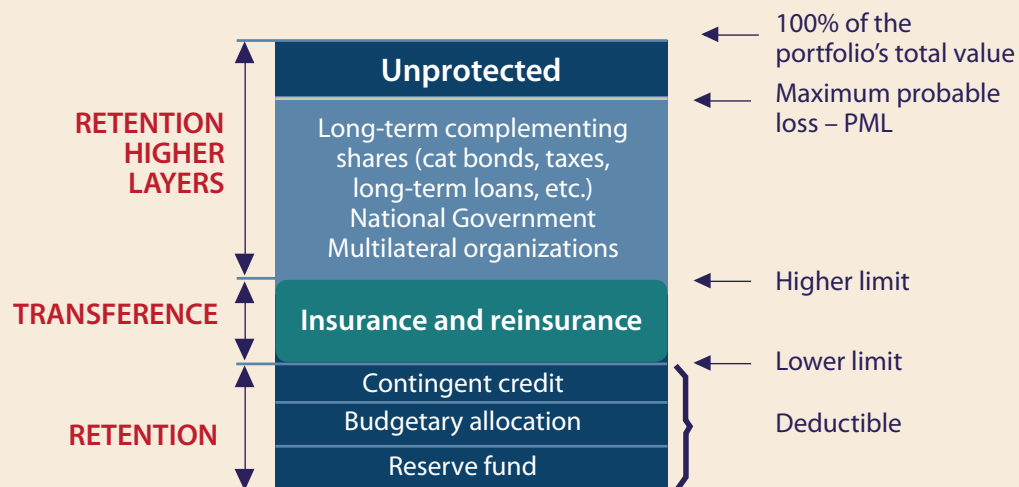 RETENTION
HIGHER
LAYERS
TRANSFERENCE
RETENTION
Unprotected
Long-term complementing
shares (cat bonds, taxes,
long-term loans, etc.)
National Government
Multilateral organizations
Insurance and reinsurance
Contingent credit
Budgetary allocation
Reserve fund
100% of the
portfolio’s total value
Maximum probable
loss – PML
Higher limit
Lower limit
Deductible